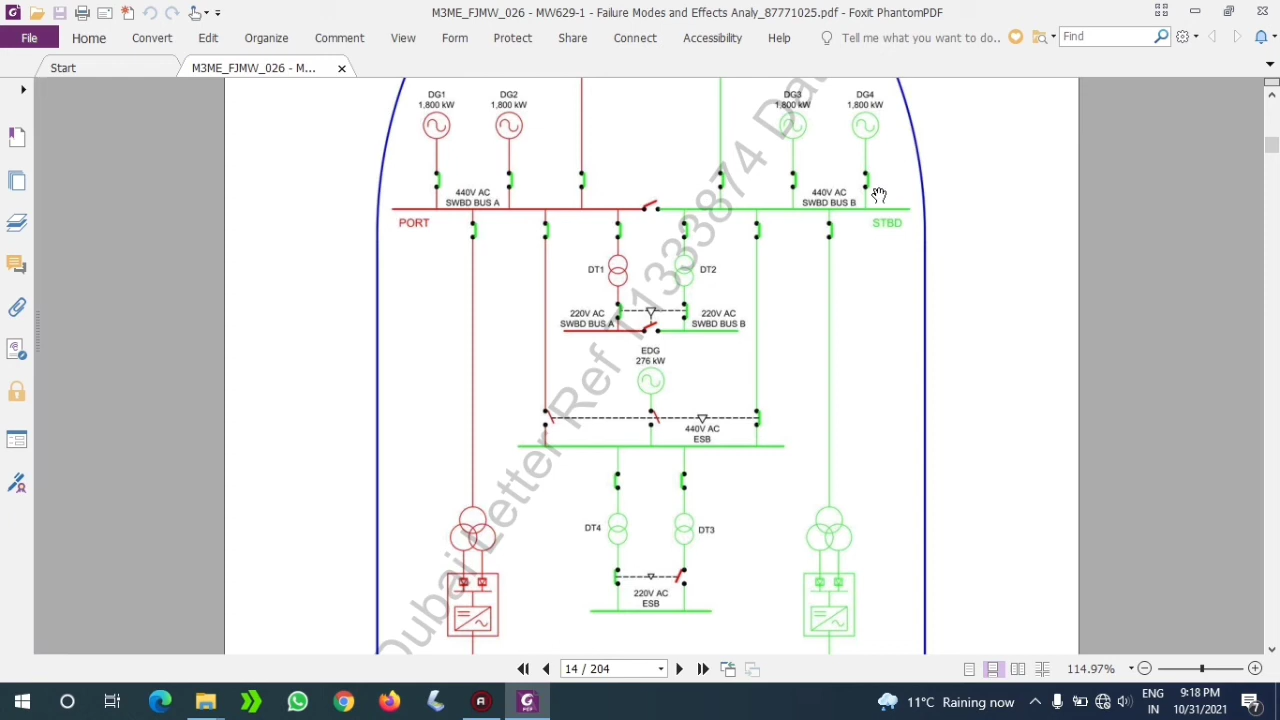 M3ME_FJMW_026 - MW629-1 - Failure Modes and Effects Analy_87771025.pdf - Foxit PhantomPDF
File Home Convert Edit Organize Comment View Form Protect Share Connect Accessibility Help Tell me what you want to do.. Find
Start M3ME_FJMW_026 - M...
DG1 DG2 DG3 DG4
1,800 kW 1,800 kW 1,800 kW 1,800 kW
440V AC 440V AC
SWBD BUS A SWBD BUS B
PORT STBD
DT1 DT2
220V AC 220V AC
SWBD BUS A SWBD BUS B
EDG
276 kW
440V AC
ESB
DT4 DT3
220V AC
ESB
Dubai Letter Ref 11333874 Da
14 / 204 114.97%
11°C Raining now ENG 9:18 PM
IN 10/31/2021 7